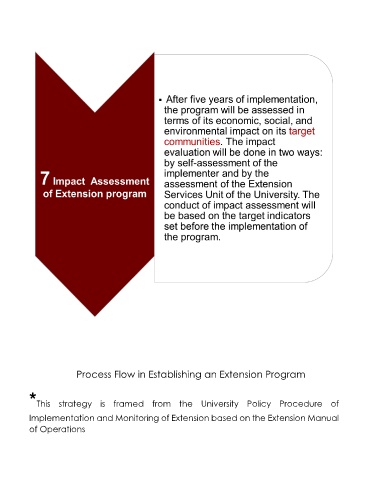 • After five years of implementation,
the program will be assessed in
terms of its economic, social, and
environmental impact on its target
communities. The impact
evaluation will be done in two ways:
by self-assessment of the
implementer and by the
assessment of the Extension
Services Unit of the University. The
conduct of impact assessment will
be based on the target indicators
set before the implementation of
the program.
7 Impact Assessment
of Extension program
Process Flow in Establishing an Extension Program
*This strategy is framed from the University Policy Procedure of
Implementation and Monitoring of Extension based on the Extension Manual
of Operations